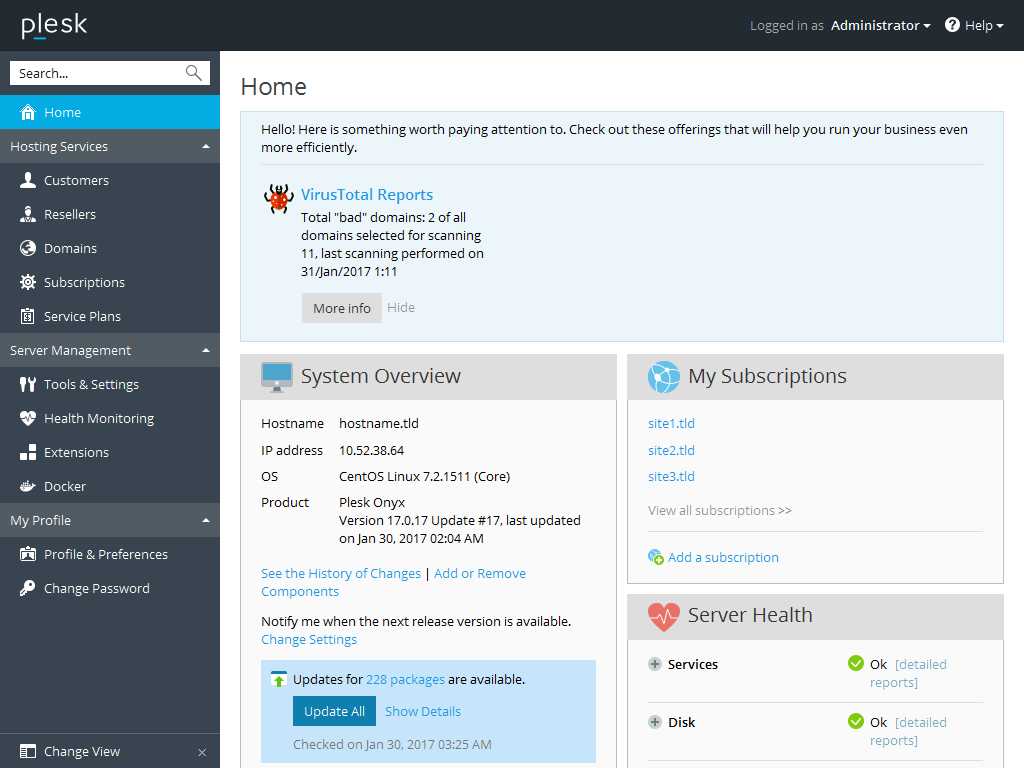 plesk
Logged in as Administrator
Help
Search...
Home
Hosting Services
Customers
Resellers
Domains
Subscriptions
Service Plans
Server Management
Tools & Settings
Health Monitoring
Extensions
Docker
My Profile
Profile & Preferences
Change Password
Change View
Home
Hello! Here is something worth paying attention to. Check out these offerings that will help you run your business even
more efficiently.
VirusTotal Reports
Total "bad" domains: 2 of all
domains selected for scanning
11, last scanning performed on
31/Jan/2017 1:11
More info Hide
System Overview
Hostname hostname.tld
IP address 10.52.38.64
OS CentOS Linux 7.2.1511 (Core)
Product Plesk Onyx
Version 17.0.17 Update #17, last updated
on Jan 30, 2017 02:04 AM
See the History of Changes | Add or Remove
Components
Notify me when the next release version is available.
Change Settings
Updates for 228 packages are available.
Update All Show Details
Checked on Jan 30, 2017 03:25 AM
My Subscriptions
site1.tld
site2.tld
site3.tld
View all subscriptions >>
Add a subscription
Server Health
Services Ok [detailed
reports]
Disk Ok [detailed
reports]